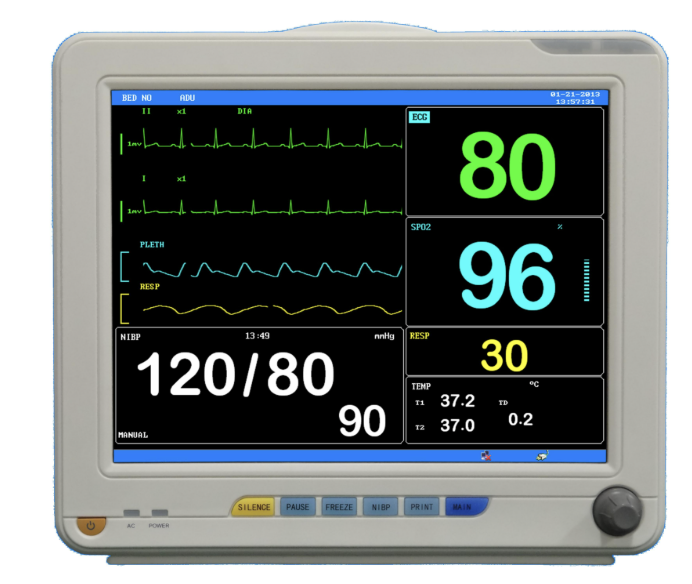 BED NO ADU 01-21-2013
13:57:31
II x1 DIA
1mv
I x1
1mv
PLETH
RESP
ECG
80
SPO2 %
96
RESP
30
NIBP 13:49 mmHg
120/80
90
MANUAL
TEMP °C
T1 37.2 TD
T2 37.0 0.2
SILENCE PAUSE FREEZE NIBP PRINT MAIN
AC POWER